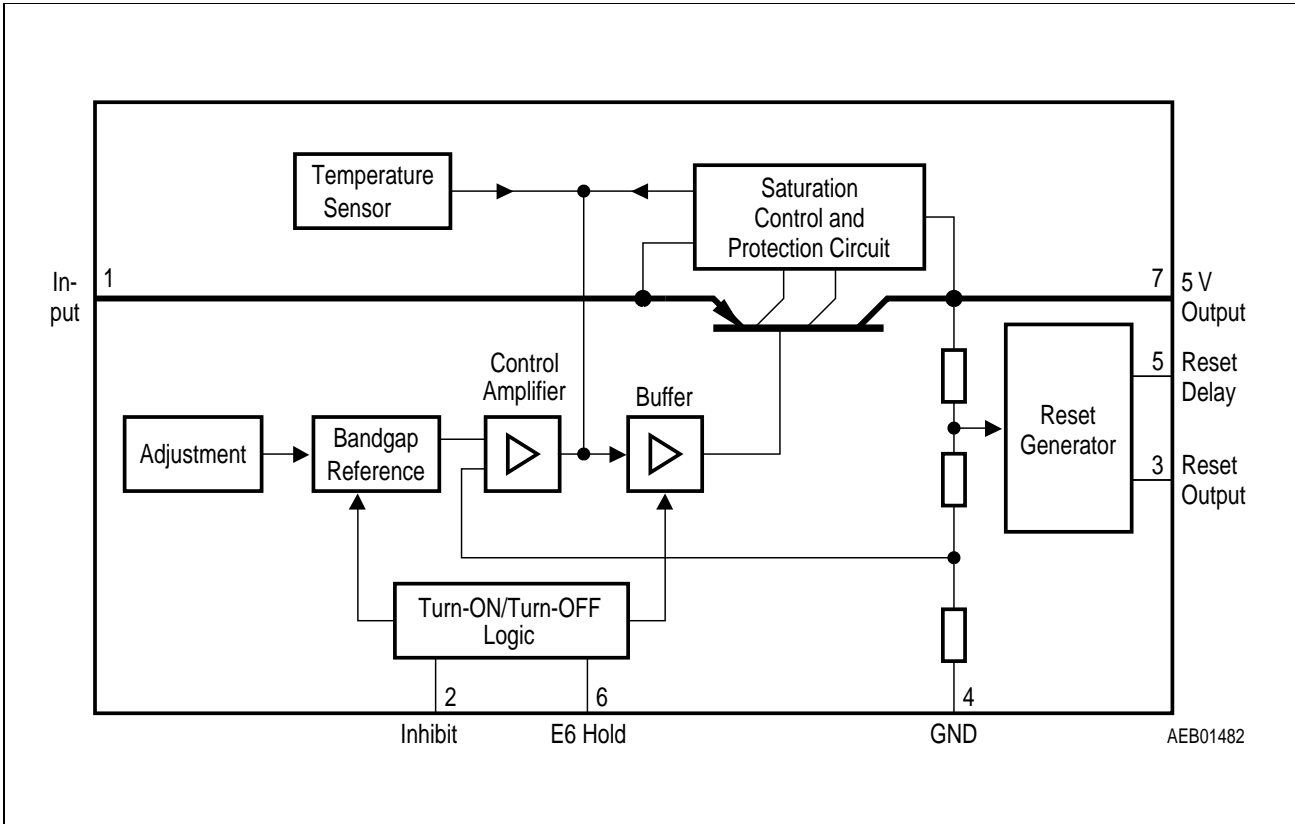 Temperature
Sensor
Saturation
Control and
Protection Circuit
In-
put
1
7
5 V
Output
Control
Amplifier
Buffer
5
Reset
Delay
Reset
Generator
Adjustment
Bandgap
Reference
3
Reset
Output
Turn-ON/Turn-OFF
Logic
2
6
4
Inhibit
E6 Hold
GND
AEB01482